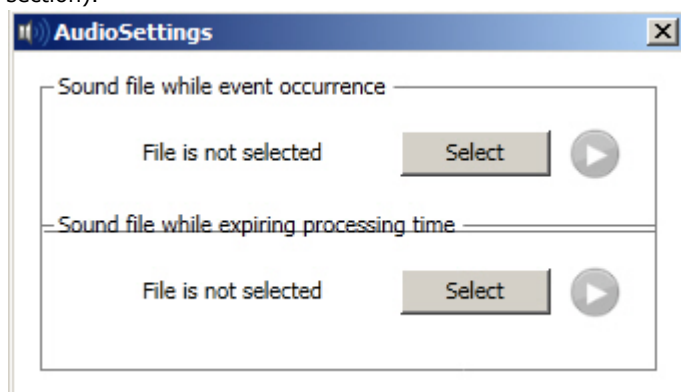 section).
AudioSettings
Sound file while event occurrence
File is not selected Select
Sound file while expiring processing time
File is not selected Select